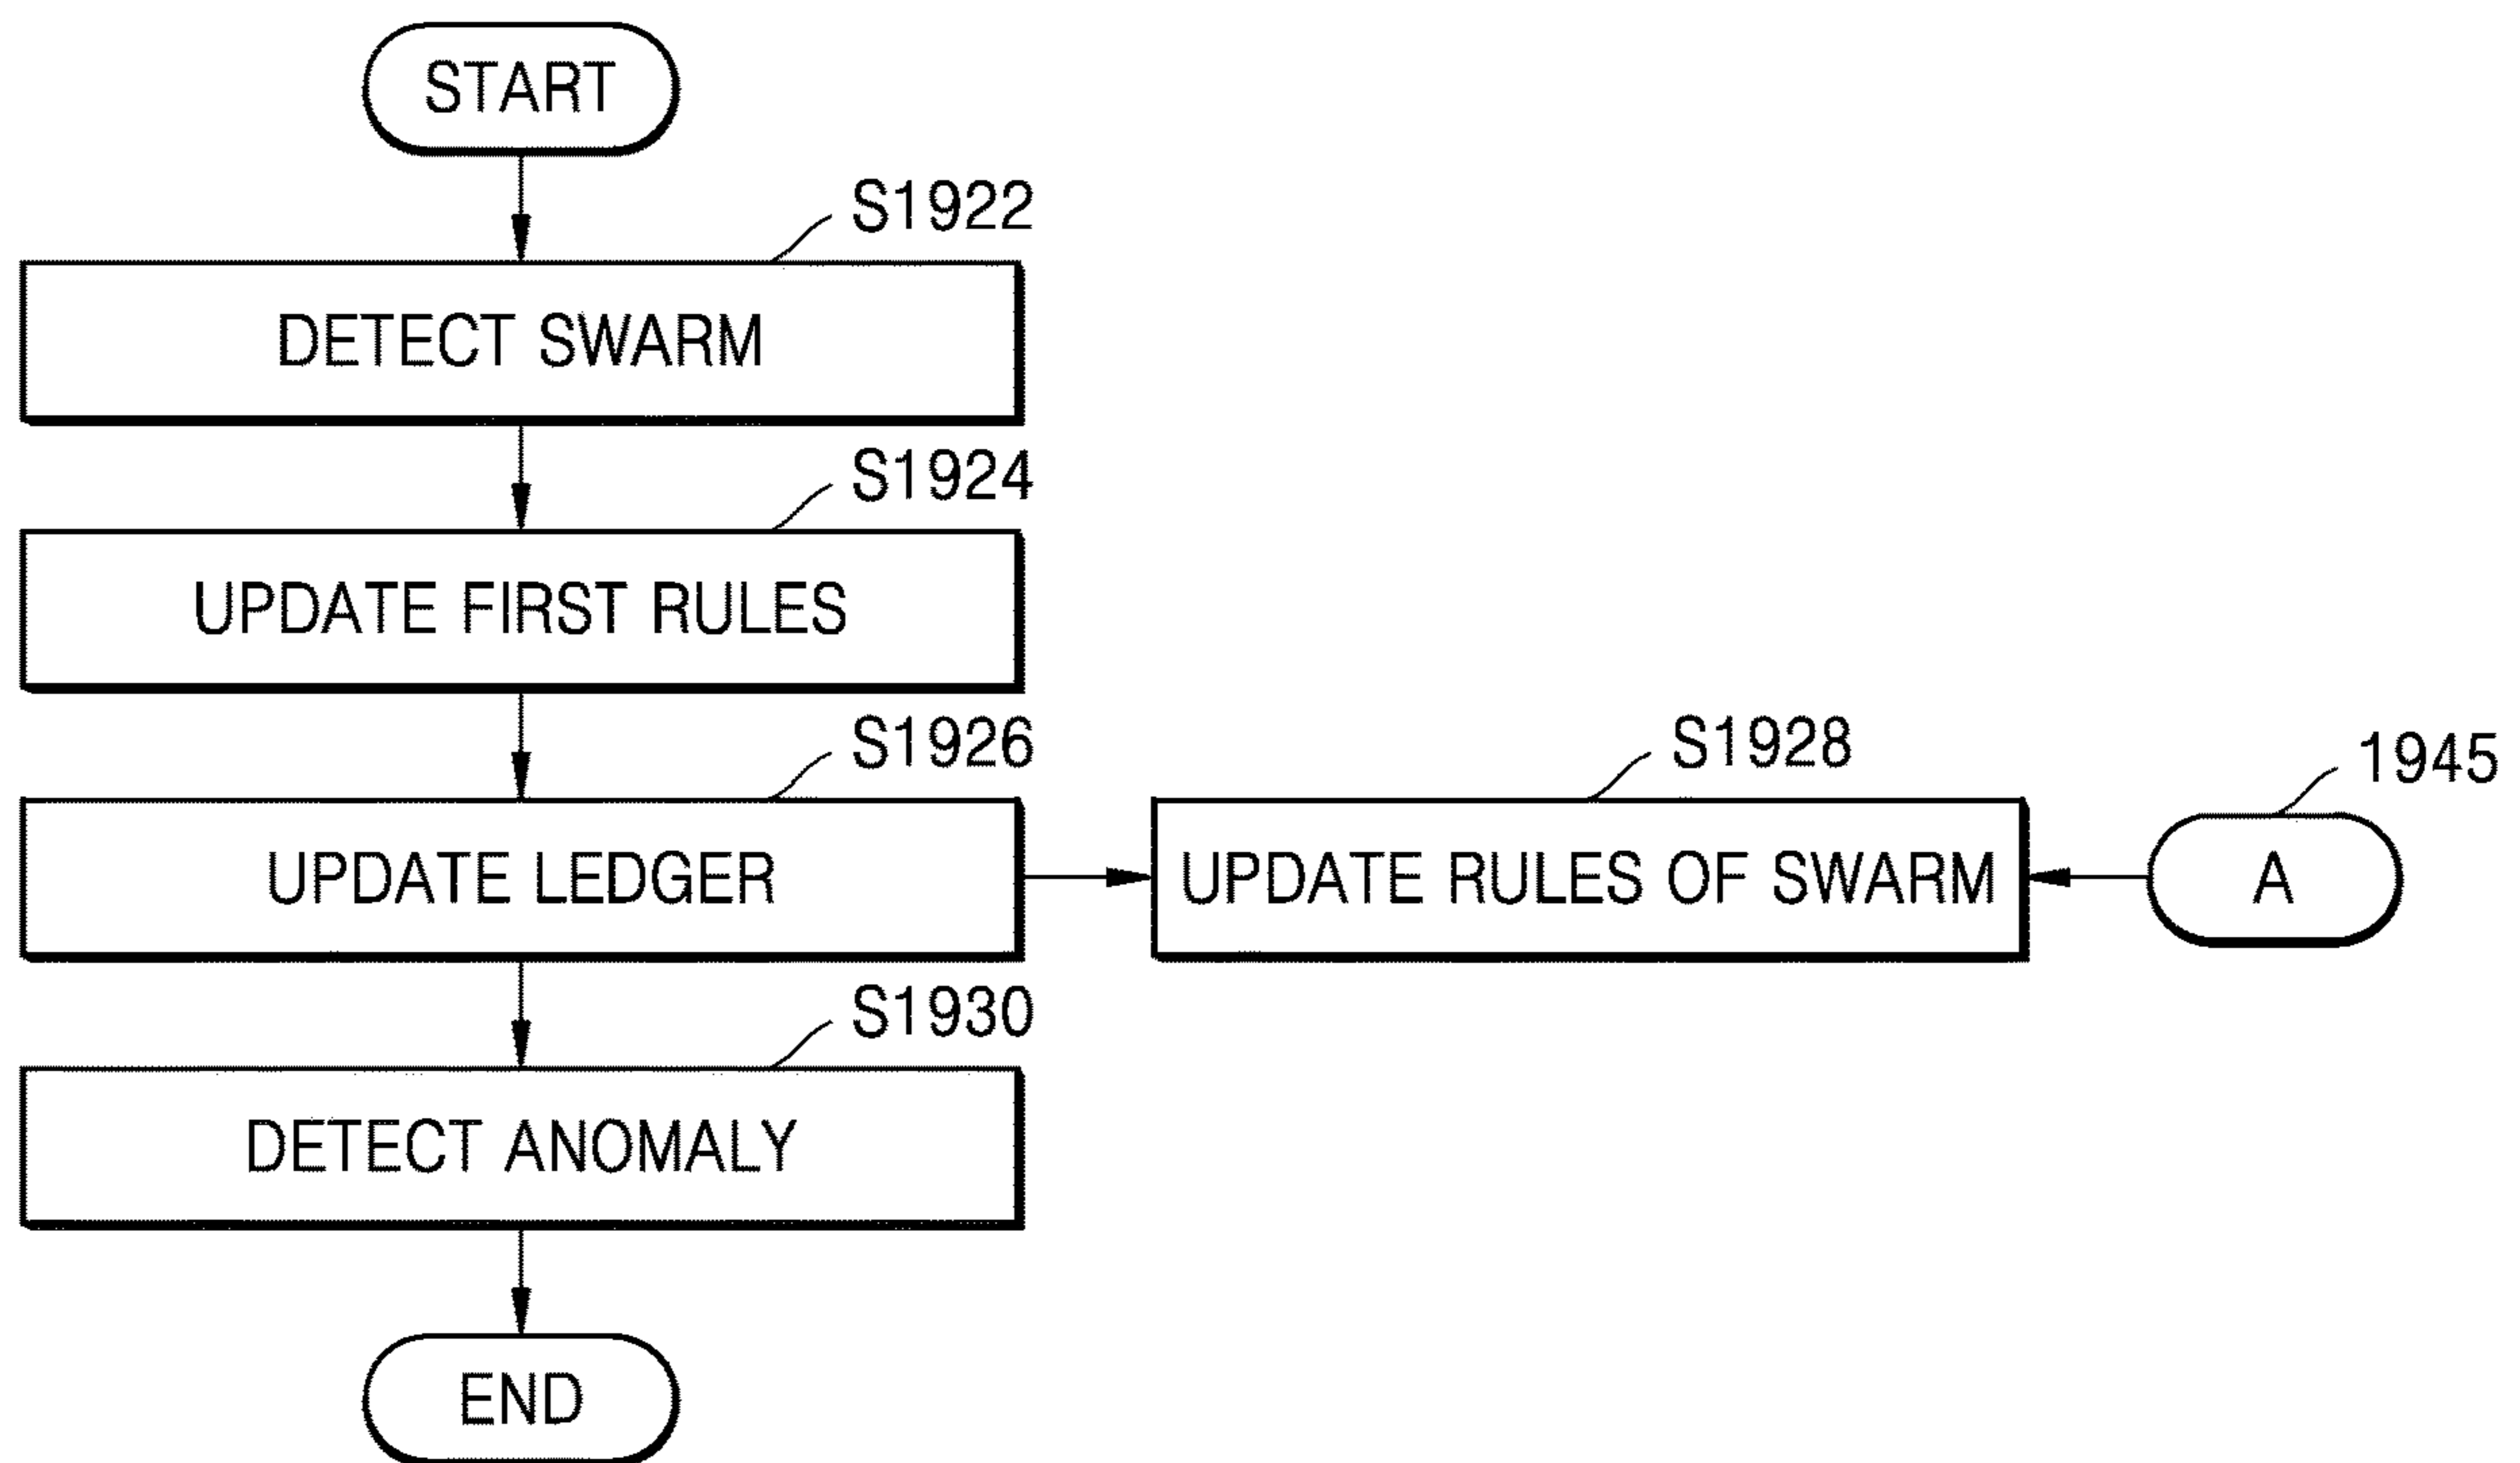 START
S1922
DETECT SWARM
S1924
UPDATE FIRST RULES
S1926
UPDATE LEDGER
S1928
UPDATE RULES OF SWARM
1945
A
S1930
DETECT ANOMALY
END